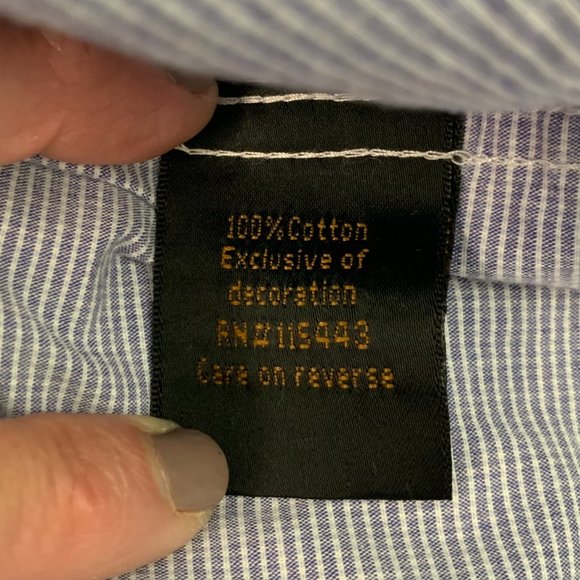 100% Cotton
Exclusive of
decoration
RN#115443
Care on reverse